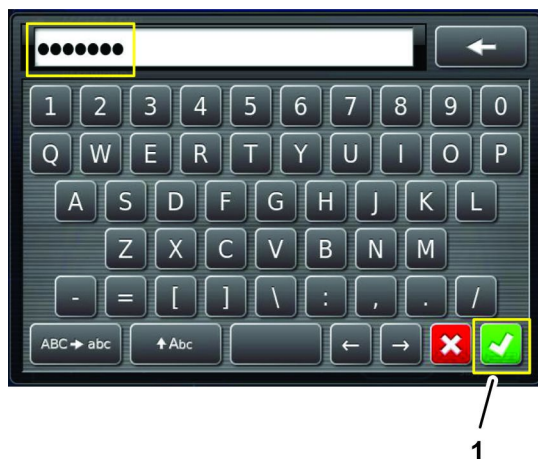 ●●●●●●●
1 2 3 4 5 6 7 8 9 0
Q W E R T Y U I O P
A S D F G H J K L
Z X C V B N M
- = [ ] \ : , . /
ABC→abc ↑Abc ← →
1